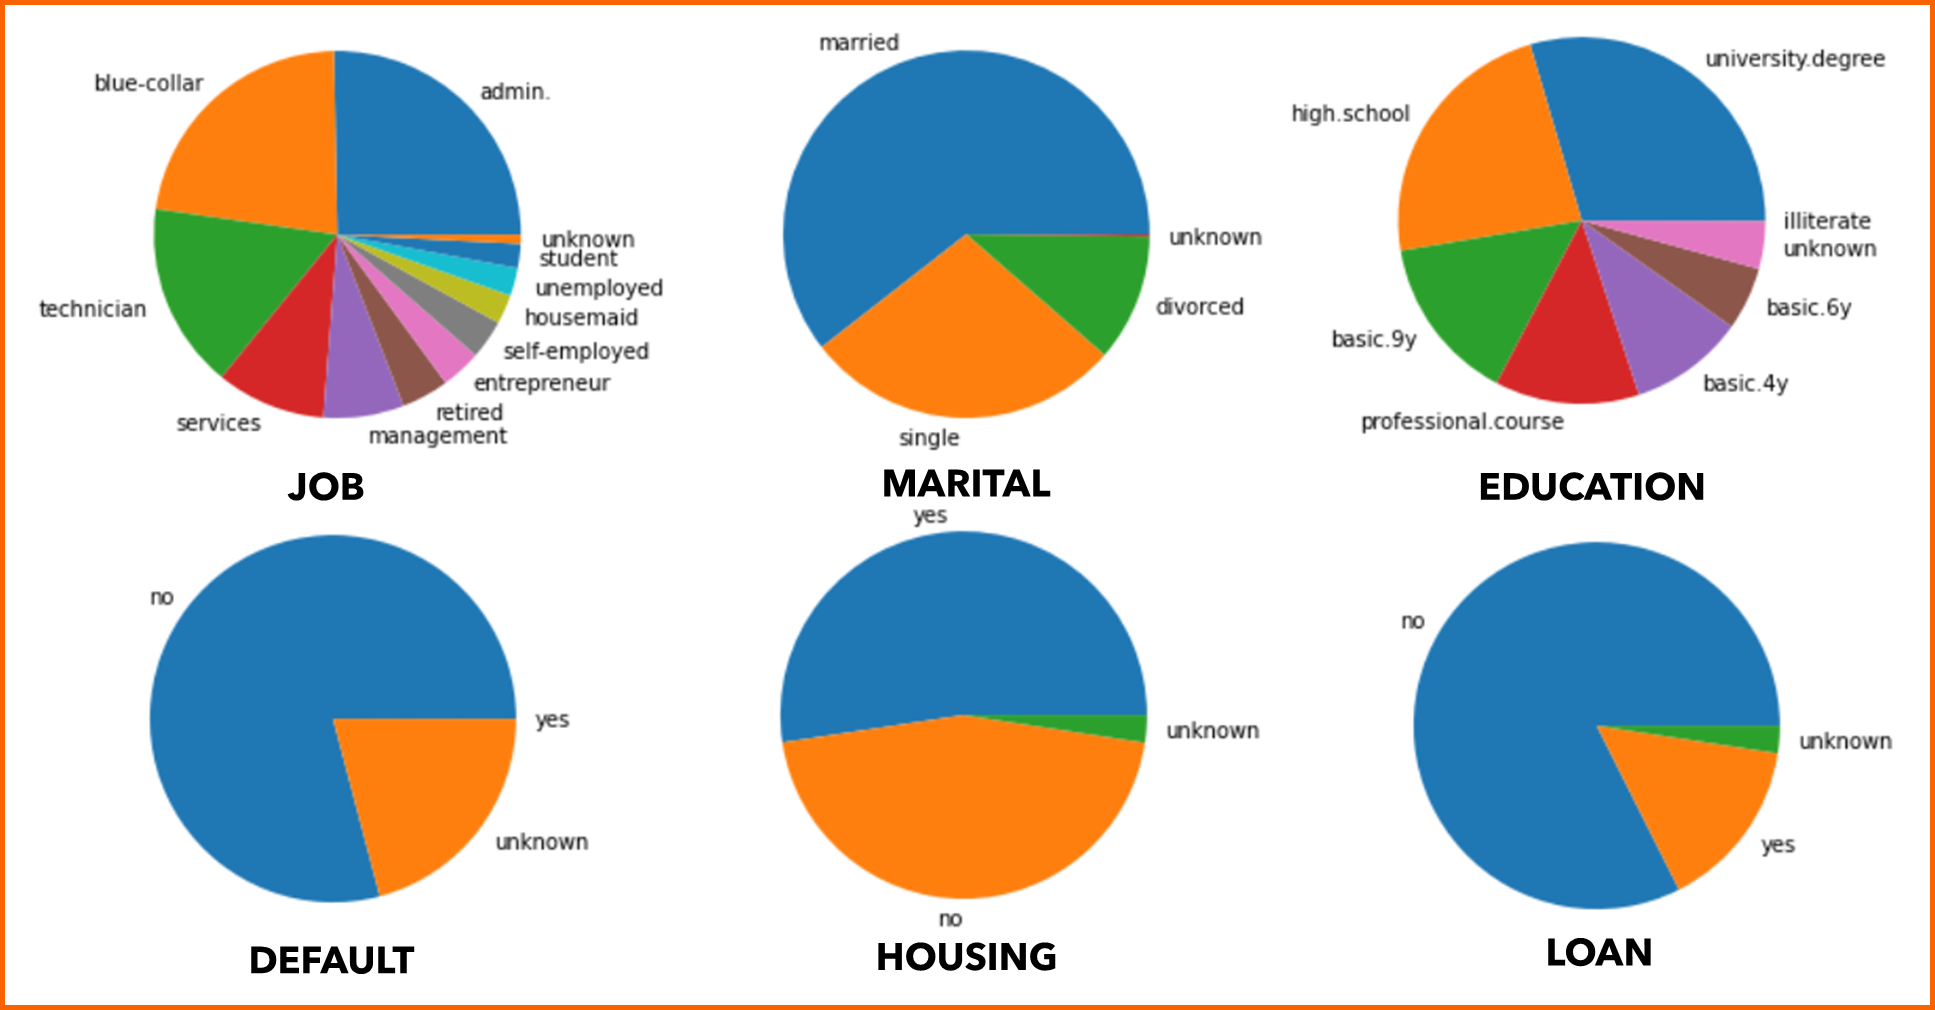 blue-collar
admin.
technician
services
management
retired
entrepreneur
self-employed
housemaid
unemployed
student
unknown
JOB
married
unknown
divorced
single
MARITAL
university.degree
high.school
illiterate
unknown
basic.6y
basic.9y
basic.4y
professional.course
EDUCATION
no
yes
unknown
DEFAULT
yes
unknown
no
HOUSING
no
unknown
yes
LOAN